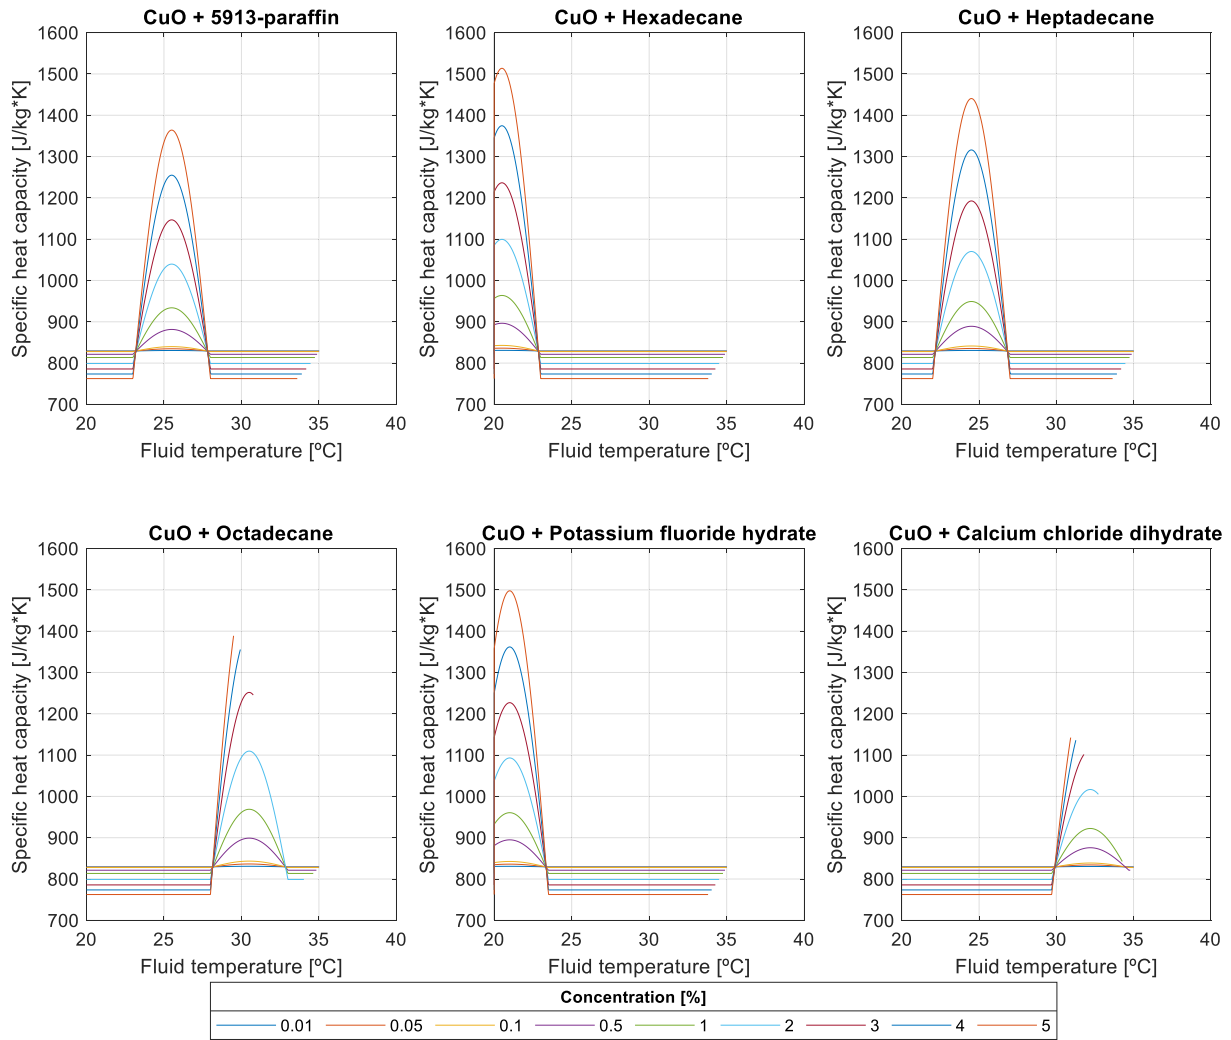 CuO + 5913-paraffin
CuO + Hexadecane
CuO + Heptadecane
1600
1500
1400
1300
1200
1100
1000
900
800
700
Specific heat capacity [J/kg*K]
20 25 30 35 40
Fluid temperature [ºC]
1600
1500
1400
1300
1200
1100
1000
900
800
700
Specific heat capacity [J/kg*K]
20 25 30 35 40
Fluid temperature [ºC]
1600
1500
1400
1300
1200
1100
1000
900
800
700
Specific heat capacity [J/kg*K]
20 25 30 35 40
Fluid temperature [ºC]
CuO + Octadecane
CuO + Potassium fluoride hydrate
CuO + Calcium chloride dihydrate
1600
1500
1400
1300
1200
1100
1000
900
800
700
Specific heat capacity [J/kg*K]
20 25 30 35 40
Fluid temperature [ºC]
1600
1500
1400
1300
1200
1100
1000
900
800
700
Specific heat capacity [J/kg*K]
20 25 30 35 40
Fluid temperature [ºC]
1600
1500
1400
1300
1200
1100
1000
900
800
700
Specific heat capacity [J/kg*K]
20 25 30 35 40
Fluid temperature [ºC]
Concentration [%]
0.01 0.05 0.1 0.5 1 2 3 4 5